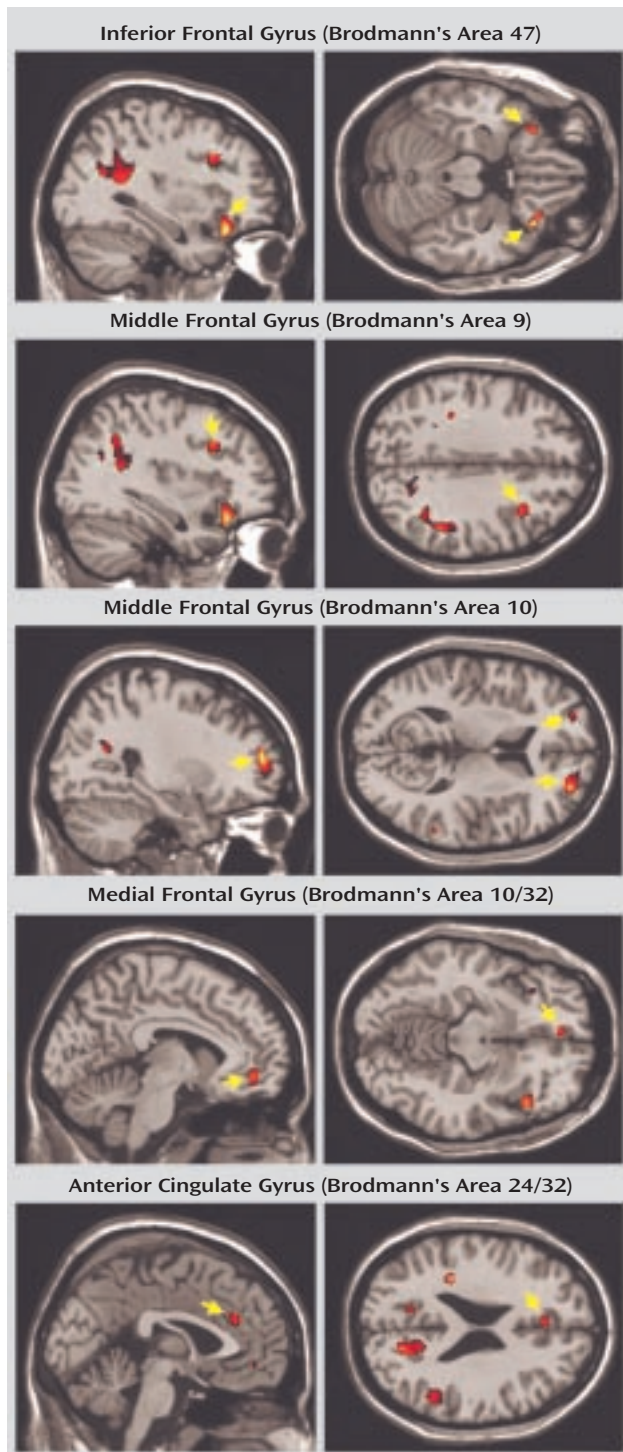 Inferior Frontal Gyrus (Brodmann's Area 47)
Middle Frontal Gyrus (Brodmann's Area 9)
Middle Frontal Gyrus (Brodmann's Area 10)
Medial Frontal Gyrus (Brodmann's Area 10/32)
Anterior Cingulate Gyrus (Brodmann's Area 24/32)